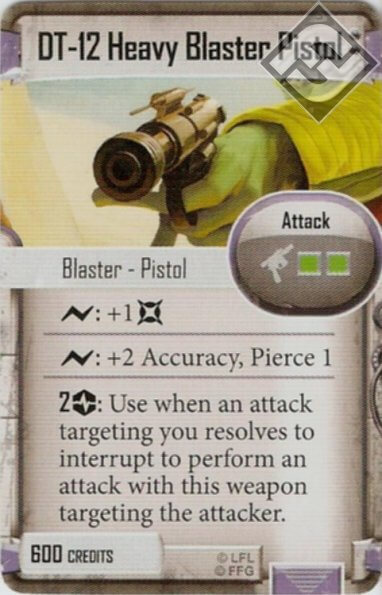 DT-12 Heavy Blaster Pistol
Attack
Blaster - Pistol
: +1
: +2 Accuracy, Pierce 1
2: Use when an attack
targeting you resolves to
interrupt to perform an
attack with this weapon
targeting the attacker.
600 CREDITS
© LFL
© FFG